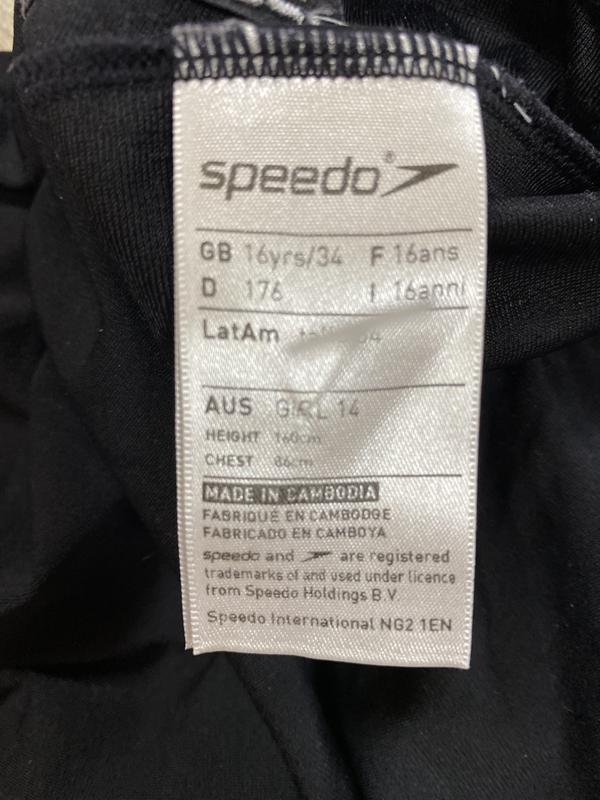 speedo®
GB 16yrs/34 F 16ans
D 176 I 16anni
LatAm
AUS GIRL 14
HEIGHT 160cm
CHEST 86cm
MADE IN CAMBODIA
FABRIQUÉ EN CAMBODGE
FABRICADO EN CAMBOYA
speedo and are registered
trademarks of and used under licence
from Speedo Holdings B.V.
Speedo International NG2 1EN